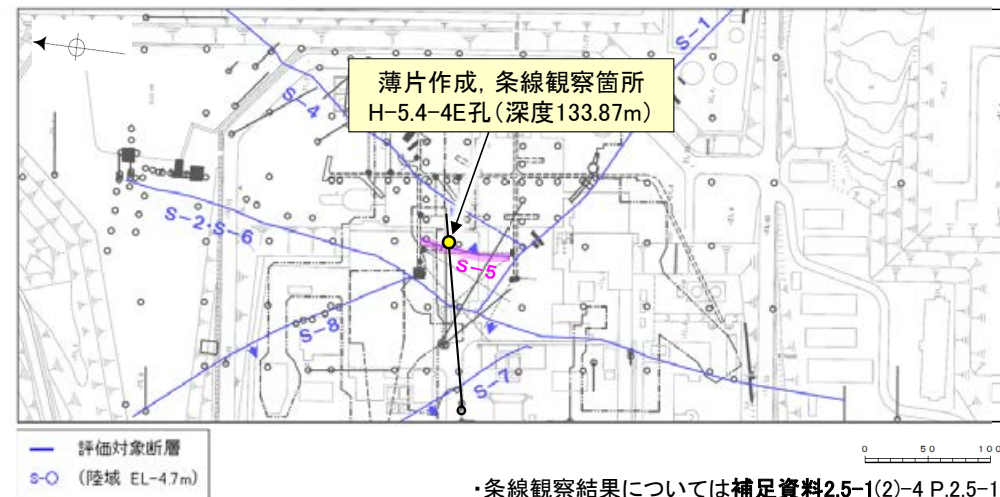 S-1
薄片作成, 条線観察箇所
H-5.4-4E孔(深度133.87m)
S-4
S-2・S-6
S-5
S-8
S-7
評価対象断層
S-O (陸域 EL-4.7m)
0 50 100
・条線観察結果については補足資料2.5-1(2)-4 P.2.5-1